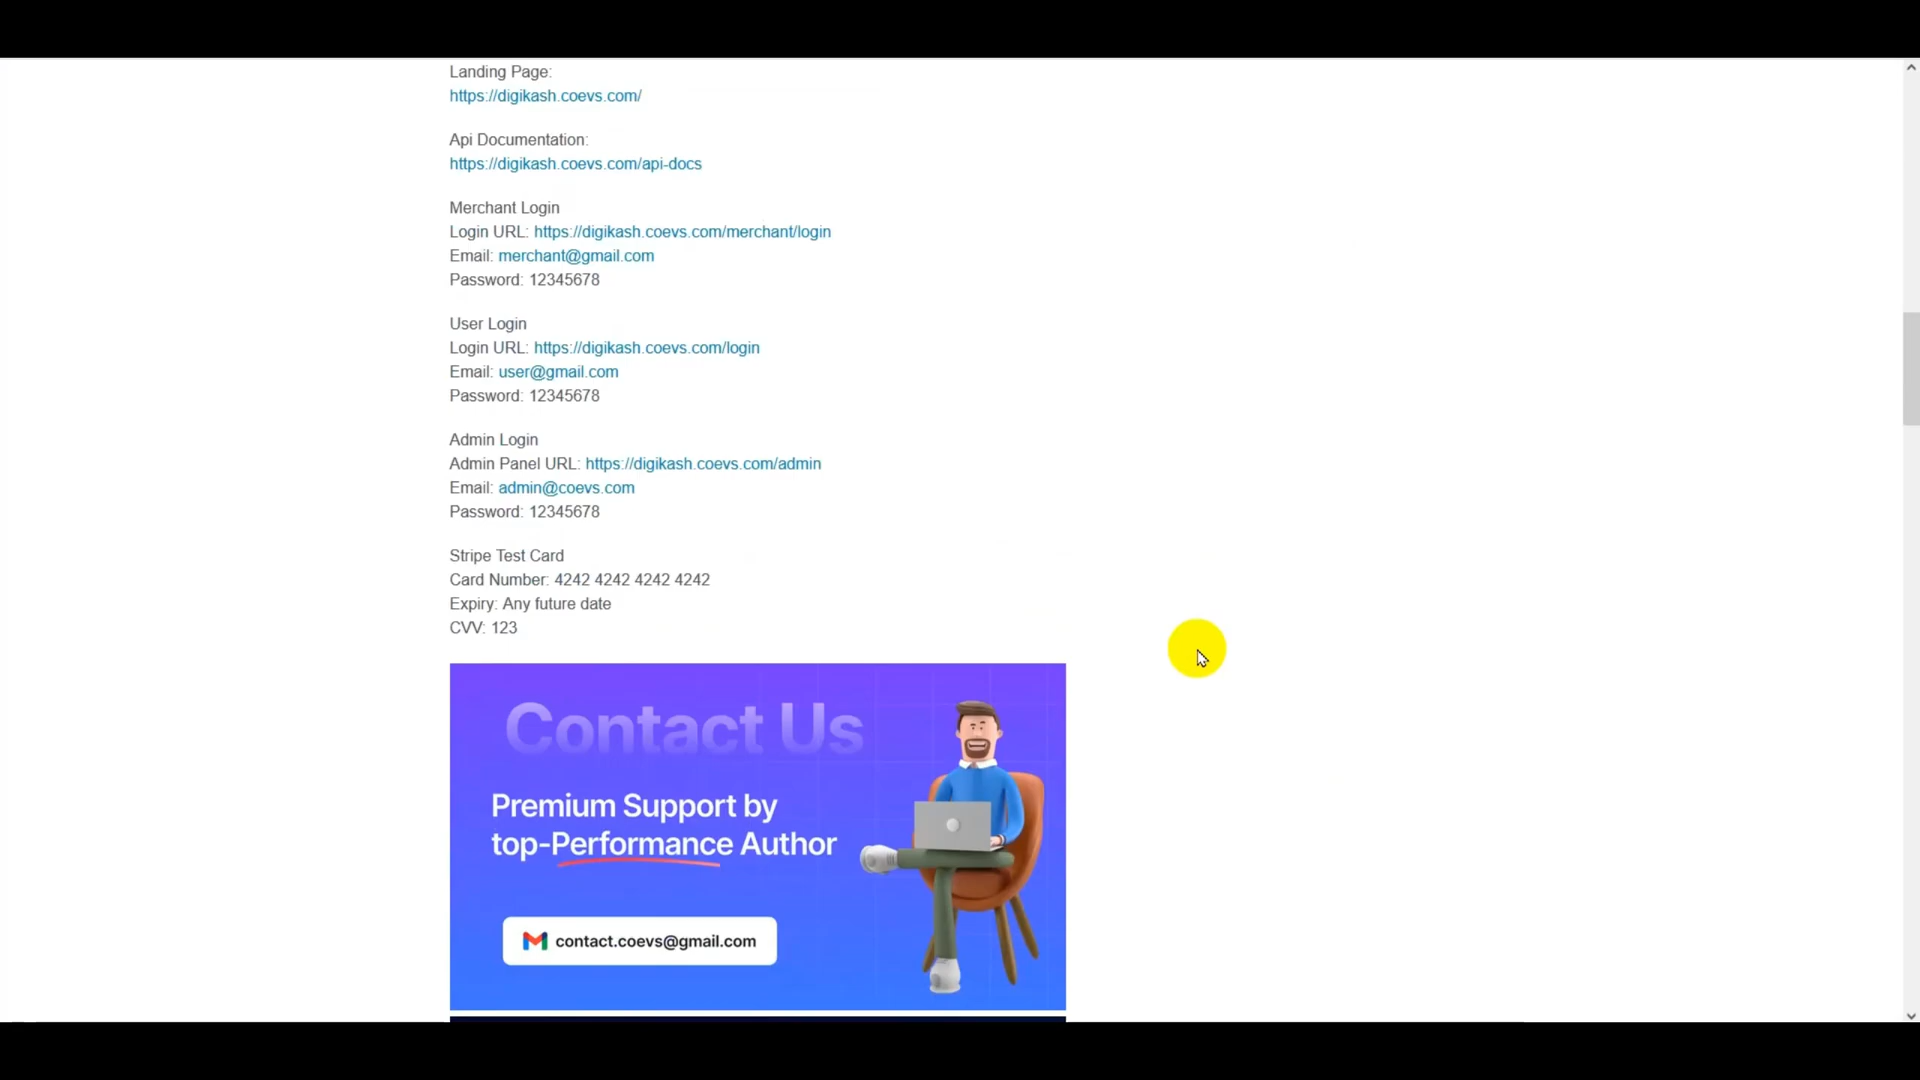 Landing Page:
https://digikash.coevs.com/
Api Documentation:
https://digikash.coevs.com/api-docs
Merchant Login
Login URL: https://digikash.coevs.com/merchant/login
Email: merchant@gmail.com
Password: 12345678
User Login
Login URL: https://digikash.coevs.com/login
Email: user@gmail.com
Password: 12345678
Admin Login
Admin Panel URL: https://digikash.coevs.com/admin
Email: admin@coevs.com
Password: 12345678
Stripe Test Card
Card Number: 4242 4242 4242 4242
Expiry: Any future date
CVV: 123
Contact Us
Premium Support by
top-Performance Author
contact.coevs@gmail.com